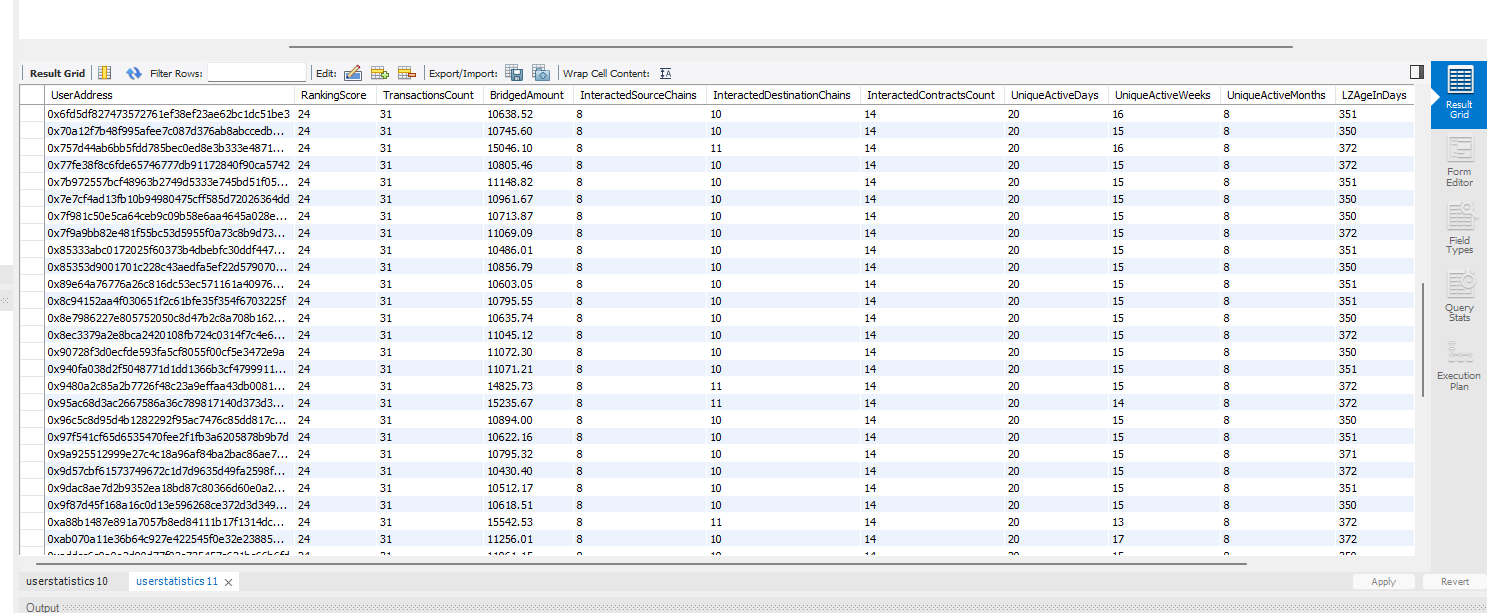 Result Grid Filter Rows: Edit: Export/Import: Wrap Cell Content:
UserAddress RankingScore TransactionsCount BridgedAmount InteractedSourceChains InteractedDestinationChains InteractedContractsCount UniqueActiveDays UniqueActiveWeeks UniqueActiveMonths LZAgeInDays
0x6fd5df827473572761ef38ef23ae62bc1dc51be3 24 31 10638.52 8 10 14 20 16 8 351
0x70a12f7b48f995afee7c087d376ab8abccedb... 24 31 10745.60 8 10 14 20 15 8 350
0x757d44ab6bb5fdd785bec0ed8e3b333e4871... 24 31 15046.10 8 11 14 20 16 8 372
0x77fe38f8c6fde65746777db91172840f90ca5742 24 31 10805.46 8 10 14 20 15 8 372
0x7b972557bcf48963b2749d5333e745bd51f05... 24 31 11148.82 8 10 14 20 15 8 351
0x7e7cf4ad13fb10b94980475cff585d72026364dd 24 31 10961.67 8 10 14 20 15 8 350
0x7f981c50e5ca64ceb9c09b58e6aa4645a028e... 24 31 10713.87 8 10 14 20 15 8 350
0x7f9a9bb82e481f55bc53d5955f0a73c8b9d73... 24 31 11069.09 8 10 14 20 15 8 372
0x85333abc0172025f60373b4dbebfc30ddf447... 24 31 10486.01 8 10 14 20 15 8 351
0x85353d9001701c228c43aedfa5ef22d579070... 24 31 10856.79 8 10 14 20 15 8 350
0x89e64a76776a26c816dc53ec571161a40976... 24 31 10603.05 8 10 14 20 15 8 351
0x8c94152aa4f030651f2c61bfe35f354f6703225f 24 31 10795.55 8 10 14 20 15 8 351
0x8e7986227e805752050c8d47b2c8a708b162... 24 31 10635.74 8 10 14 20 15 8 350
0x8ec3379a2e8bca2420108fb724c0314f7c4e6... 24 31 11045.12 8 10 14 20 15 8 372
0x90728f3d0ecfde593fa5cf8055f00cf5e3472e9a 24 31 11072.30 8 10 14 20 15 8 350
0x940fa038d2f5048771d1dd1366b3cf4799911... 24 31 11071.21 8 10 14 20 15 8 351
0x9480a2c85a2b7726f48c23a9effaa43db0081... 24 31 14825.73 8 11 14 20 15 8 372
0x95ac68d3ac2667586a36c789817140d373d3... 24 31 15235.67 8 11 14 20 14 8 372
0x96c5c8d95d4b1282292f95ac7476c85dd817c... 24 31 10894.00 8 10 14 20 15 8 350
0x97f541cf65d6535470fee2f1fb3a6205878b9b7d 24 31 10622.16 8 10 14 20 15 8 351
0x9a925512999e27c4c18a96af84ba2bac86ae7... 24 31 10795.32 8 10 14 20 15 8 371
0x9d57cbf61573749672c1d7d9635d49fa2598f... 24 31 10430.40 8 10 14 20 15 8 372
0x9dac8ae7d2b9352ea18bd87c80366d60e0a2... 24 31 10512.17 8 10 14 20 15 8 351
0x9f87d45f168a16c0d13e596268ce372d3d349... 24 31 10618.51 8 10 14 20 15 8 350
0xa88b1487e891a7057b8ed84111b17f1314dc... 24 31 15542.53 8 11 14 20 13 8 372
0xab070a11e36b64c927e422545f0e32e23885... 24 31 11256.01 8 10 14 20 17 8 372
userstatistics 10 userstatistics 11
Apply Revert
Output
Result
Grid
Form
Editor
Field
Types
Query
Stats
Execution
Plan